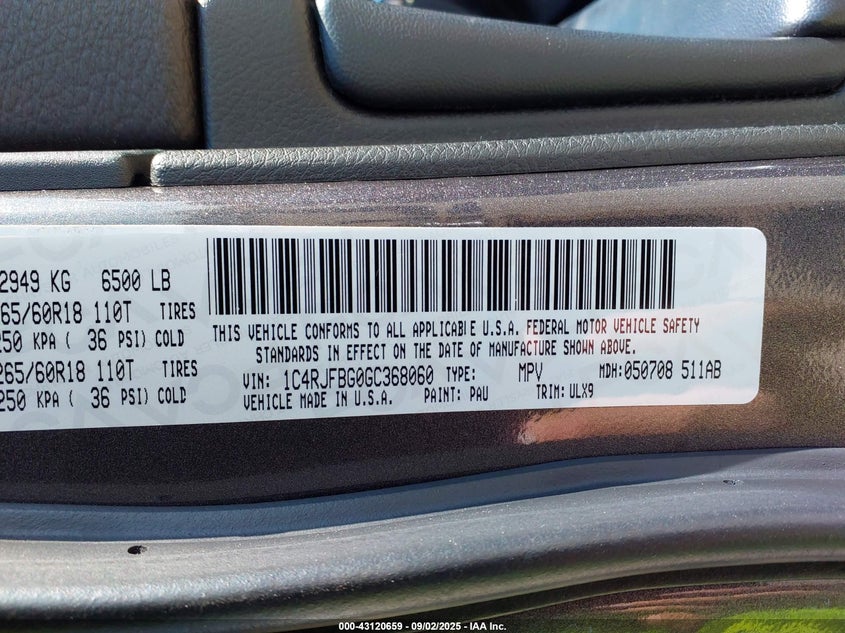 2949 KG 6500 LB
65/60R18 110T TIRES
250 KPA ( 36 PSI) COLD
265/60R18 110T TIRES
250 KPA ( 36 PSI) COLD
THIS VEHICLE CONFORMS TO ALL APPLICABLE U.S.A. FEDERAL MOTOR VEHICLE SAFETY
STANDARDS IN EFFECT ON THE DATE OF MANUFACTURE SHOWN ABOVE.
VIN: 1C4RJFBG0GC368060 TYPE: MPV MDH: 050708 511AB
VEHICLE MADE IN U.S.A. PAINT: PAU TRIM: ULX9
000-43120659 - 09/02/2025 - IAA Inc.